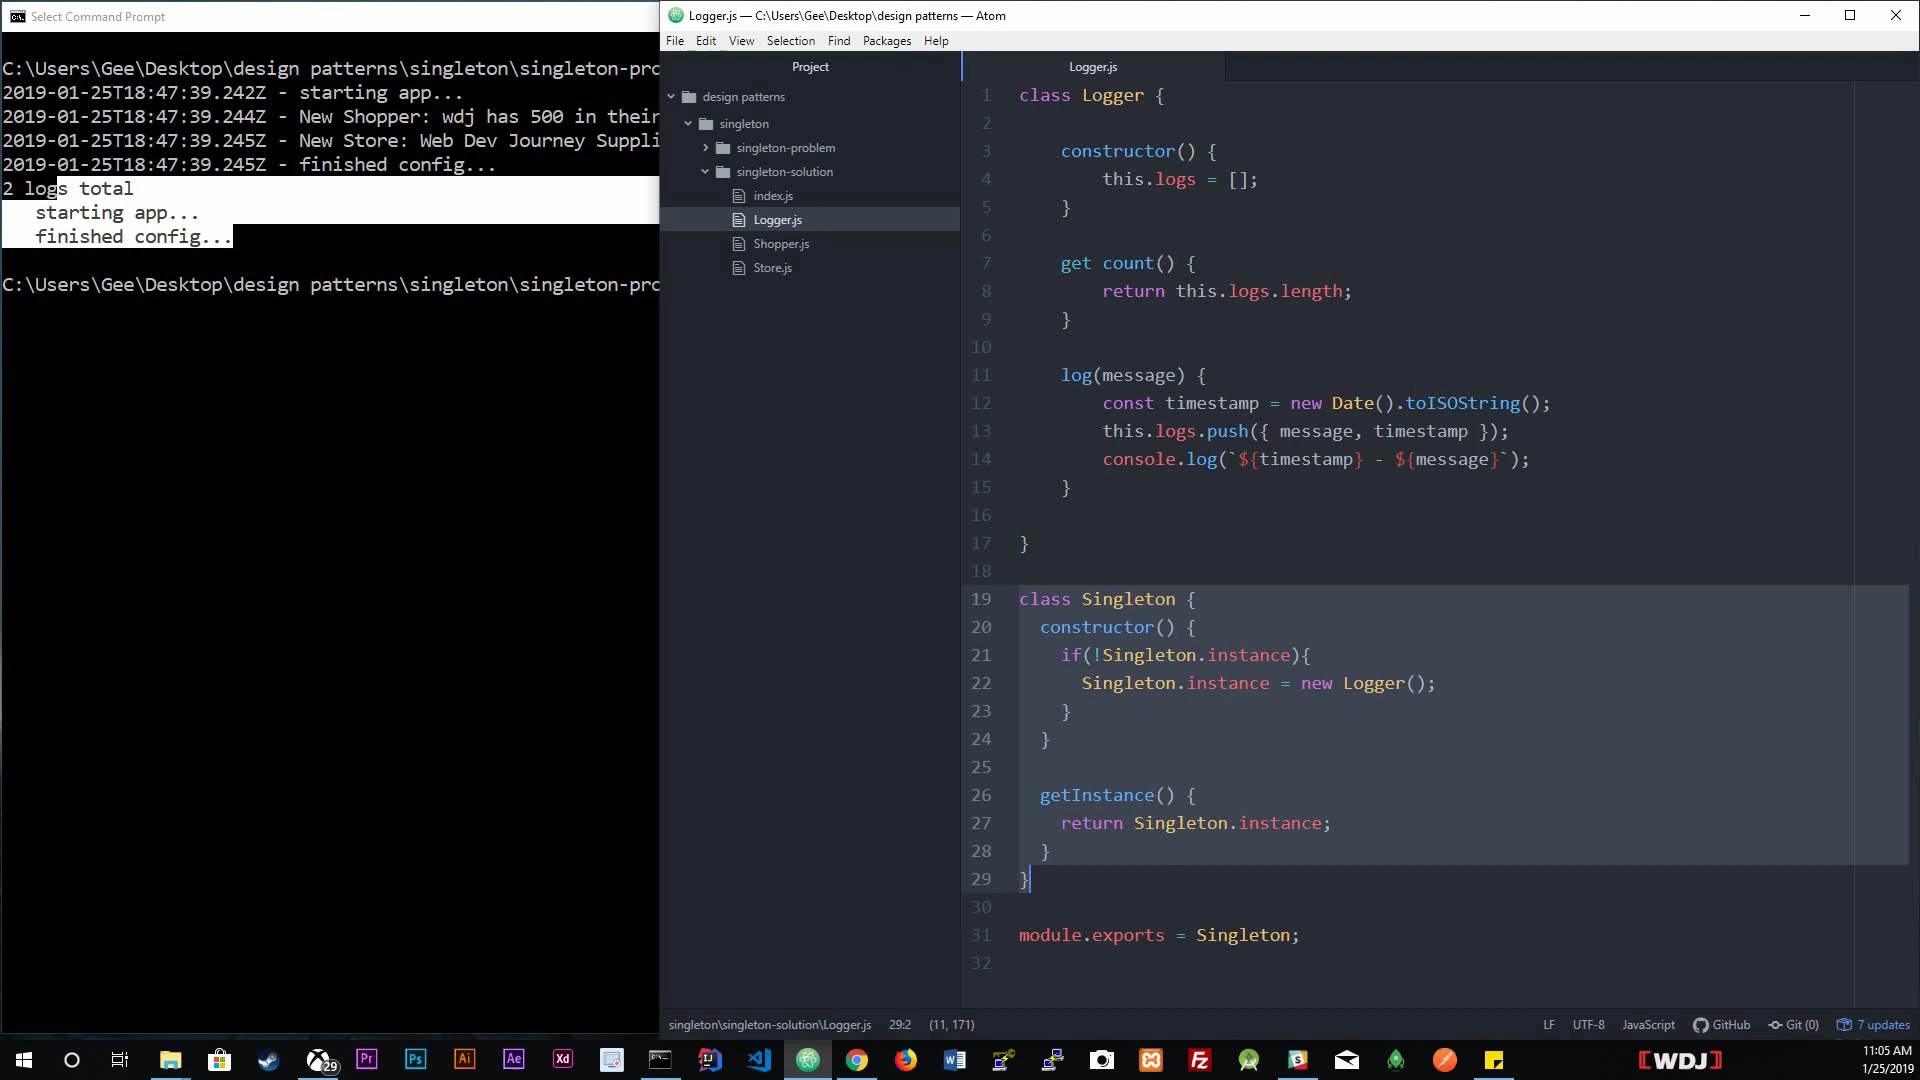 Select Command Prompt
C:\Users\Gee\Desktop\design patterns\singleton\singleton-pro
2019-01-25T18:47:39.242Z - starting app...
2019-01-25T18:47:39.244Z - New Shopper: wdj has 500 in their
2019-01-25T18:47:39.245Z - New Store: Web Dev Journey Suppli
2019-01-25T18:47:39.245Z - finished config...
2 logs total
   starting app...
   finished config...
C:\Users\Gee\Desktop\design patterns\singleton\singleton-pro
Logger.js — C:\Users\Gee\Desktop\design patterns — Atom
File Edit View Selection Find Packages Help
Project
design patterns
singleton
singleton-problem
singleton-solution
index.js
Logger.js
Shopper.js
Store.js
Logger.js
1 class Logger {
2
3     constructor() {
4         this.logs = [];
5     }
6
7     get count() {
8         return this.logs.length;
9     }
10
11     log(message) {
12         const timestamp = new Date().toISOString();
13         this.logs.push({ message, timestamp });
14         console.log(`${timestamp} - ${message}`);
15     }
16
17 }
18
19 class Singleton {
20   constructor() {
21     if(!Singleton.instance){
22       Singleton.instance = new Logger();
23     }
24   }
25
26   getInstance() {
27     return Singleton.instance;
28   }
29 }
30
31 module.exports = Singleton;
32
singleton\singleton-solution\Logger.js 29:2 (11, 171)
LF UTF-8 JavaScript GitHub Git (0) 7 updates
29 Pr Ps Ai Ae Xd
[WDJ]
11:05 AM
1/25/2019